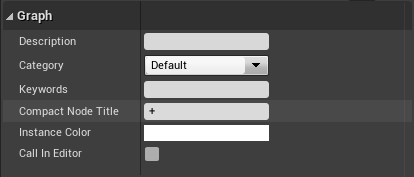 Graph
Description
Category Default
Keywords
Compact Node Title +
Instance Color
Call In Editor